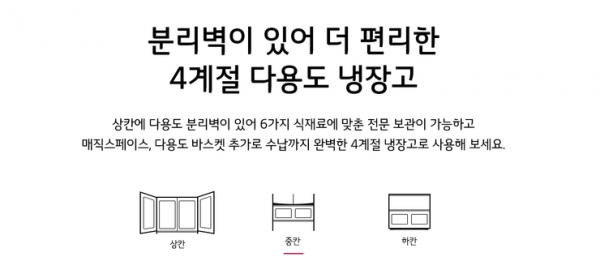 분리벽이 있어 더 편리한
4계절 다용도 냉장고
상칸에 다용도 분리벽이 있어 6가지 식재료에 맞춘 전문 보관이 가능하고
매직스페이스, 다용도 바스켓 추가로 수납까지 완벽한 4계절 냉장고로 사용해 보세요.
상칸
중칸
하칸